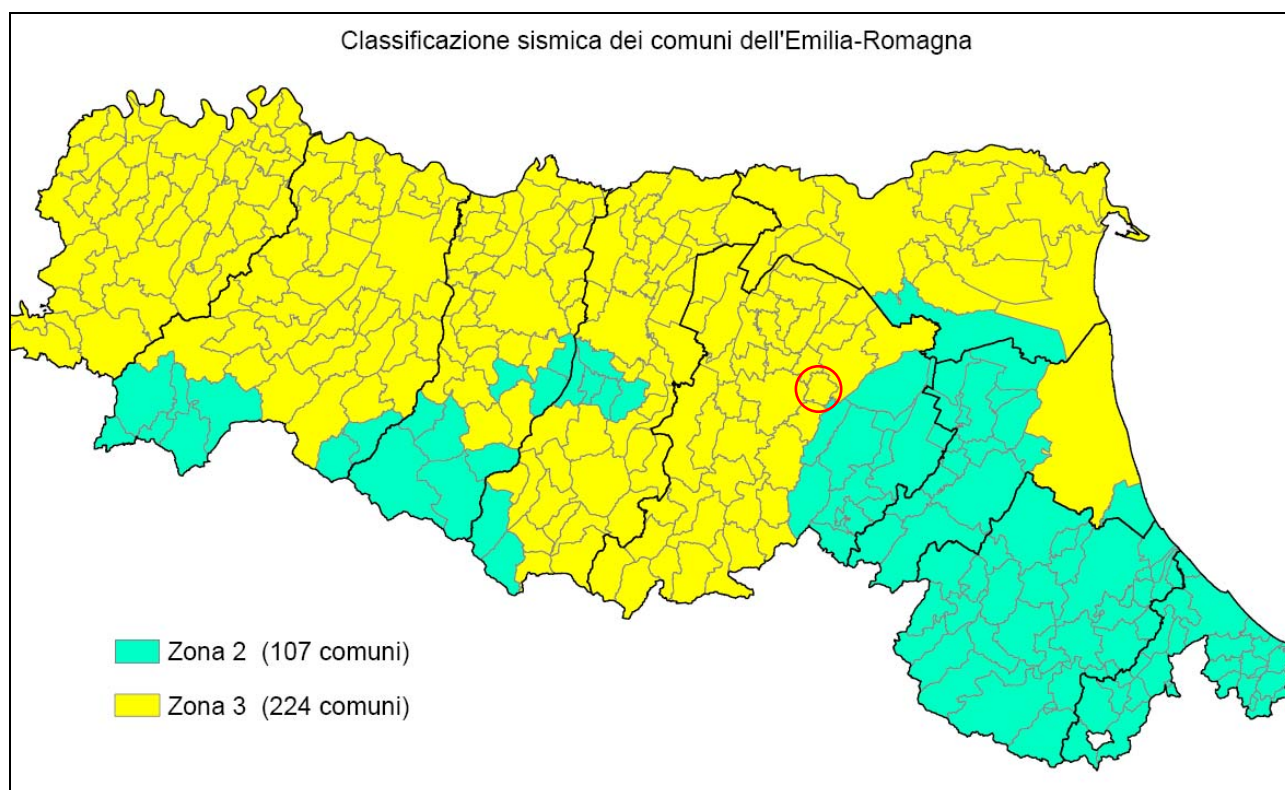 Classificazione sismica dei comuni dell'Emilia-Romagna
Zona 2 (107 comuni)
Zona 3 (224 comuni)